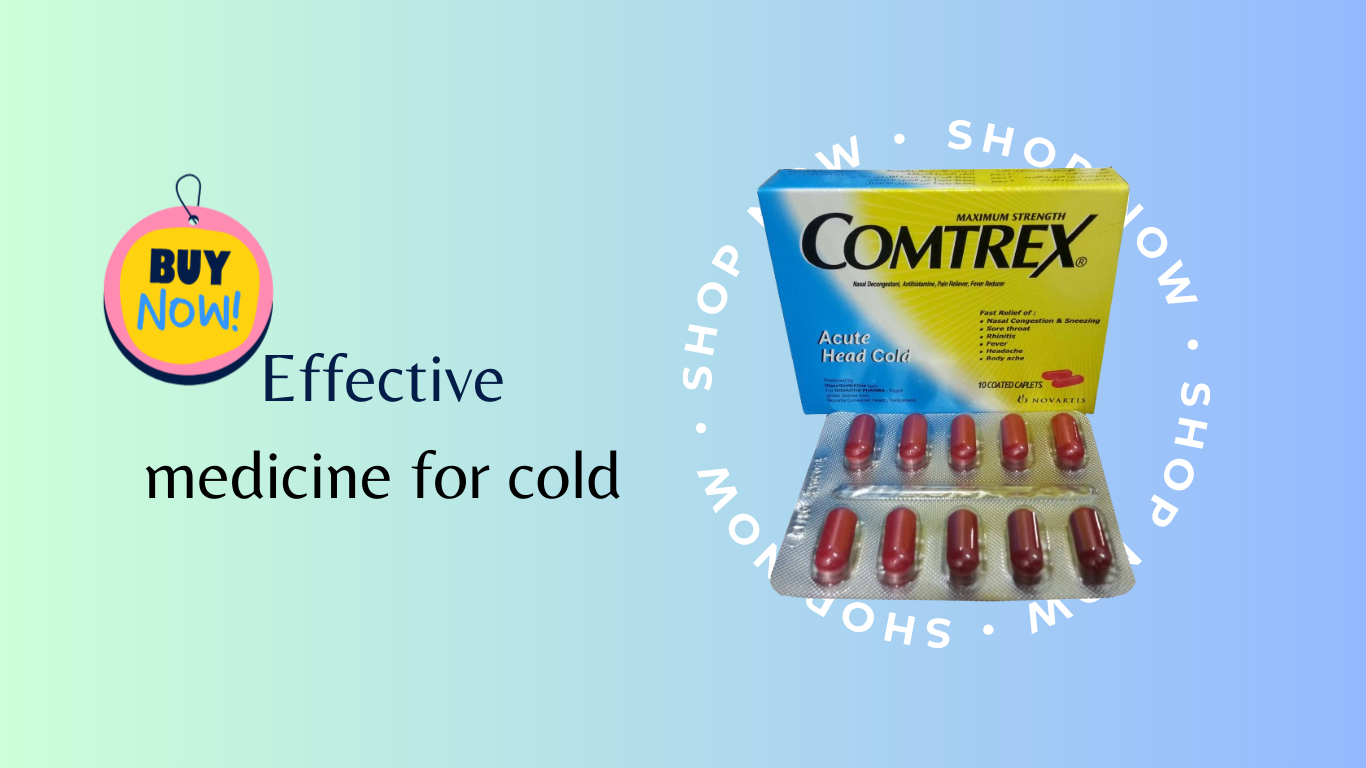 BUY
NOW!
Effective
medicine for cold
SHOP NOW • SHOP NOW • SHOP NOW • SHOP NOW •
MAXIMUM STRENGTH
COMTREX®
Nasal Decongestant, Antihistamine, Pain Reliever, Fever Reducer
Acute
Head Cold
Fast Relief of :
• Nasal Congestion & Sneezing
• Sore throat
• Rhinitis
• Fever
• Headache
• Body ache
10 COATED CAPLETS
NOVARTIS